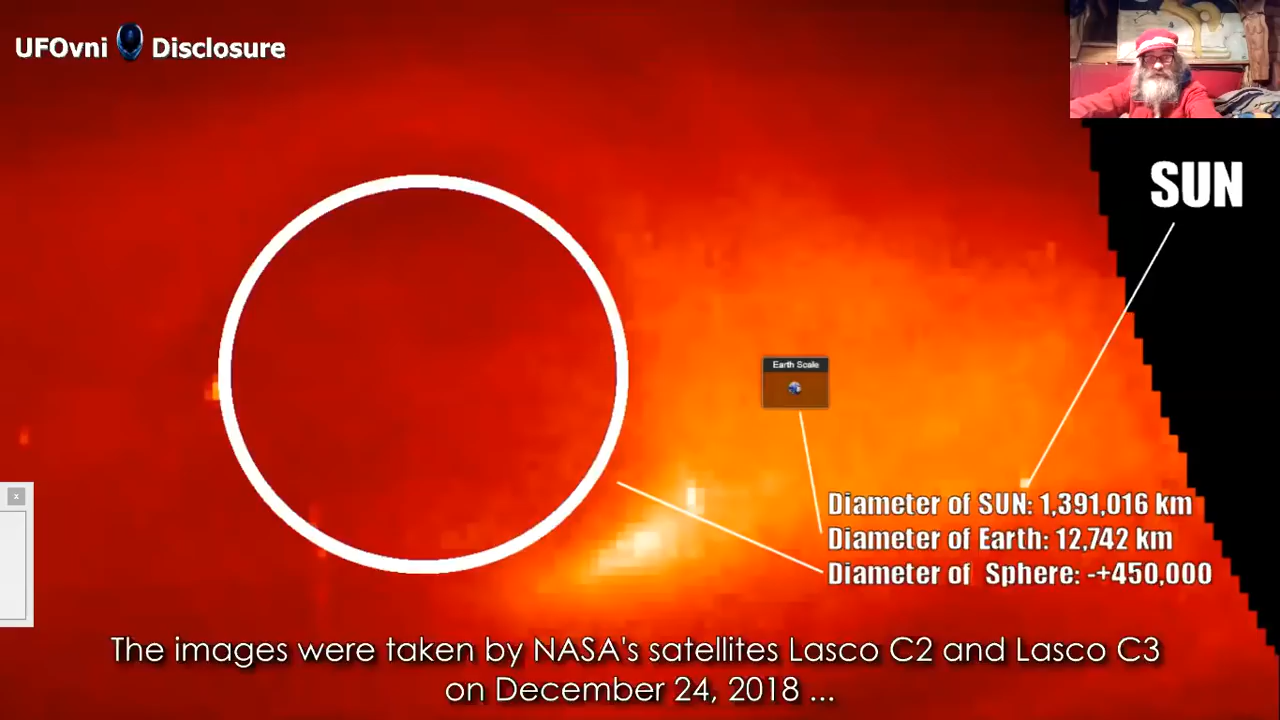 UFOvni Disclosure
SUN
Earth Scale
x
Diameter of SUN: 1,391,016 km
Diameter of Earth: 12,742 km
Diameter of Sphere: -+450,000
The images were taken by NASA's satellites Lasco C2 and Lasco C3
on December 24, 2018 ...